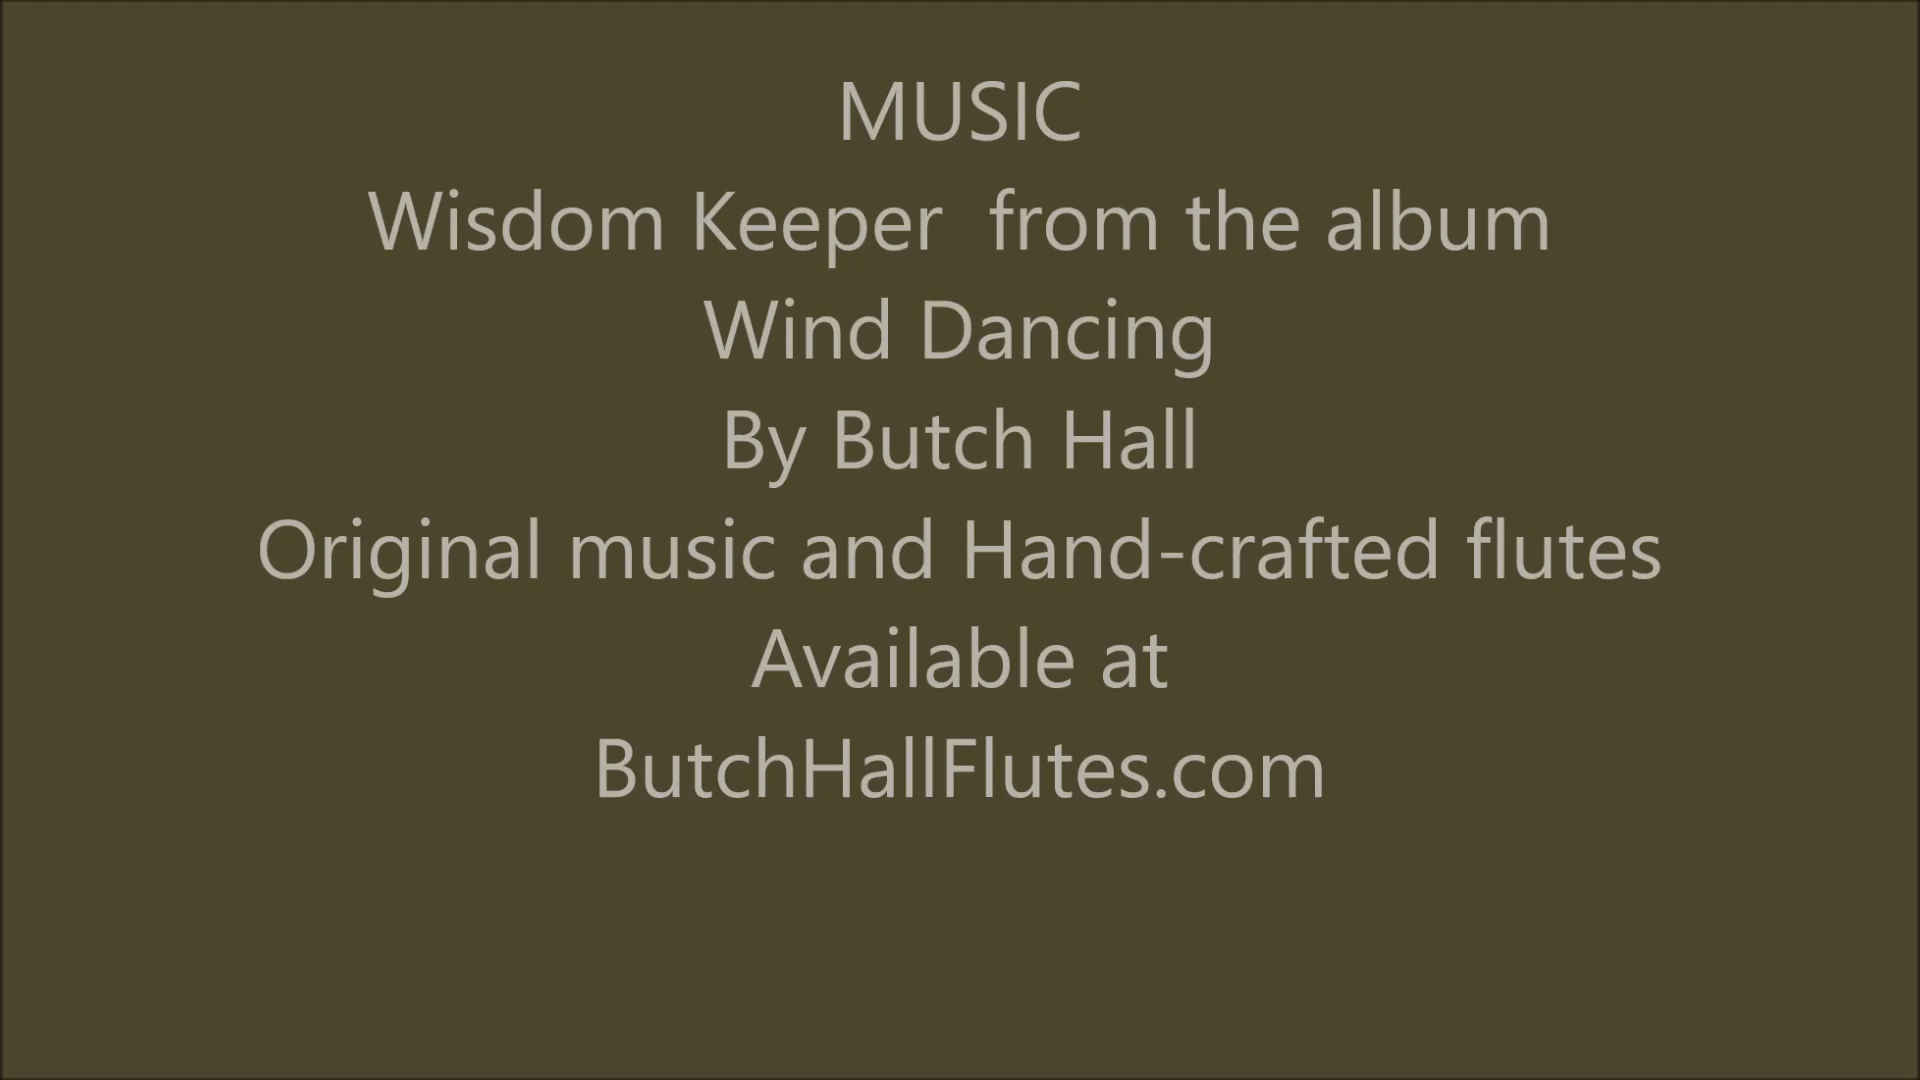 MUSIC
Wisdom Keeper  from the album
Wind Dancing
By Butch Hall
Original music and Hand-crafted flutes
Available at
ButchHallFlutes.com